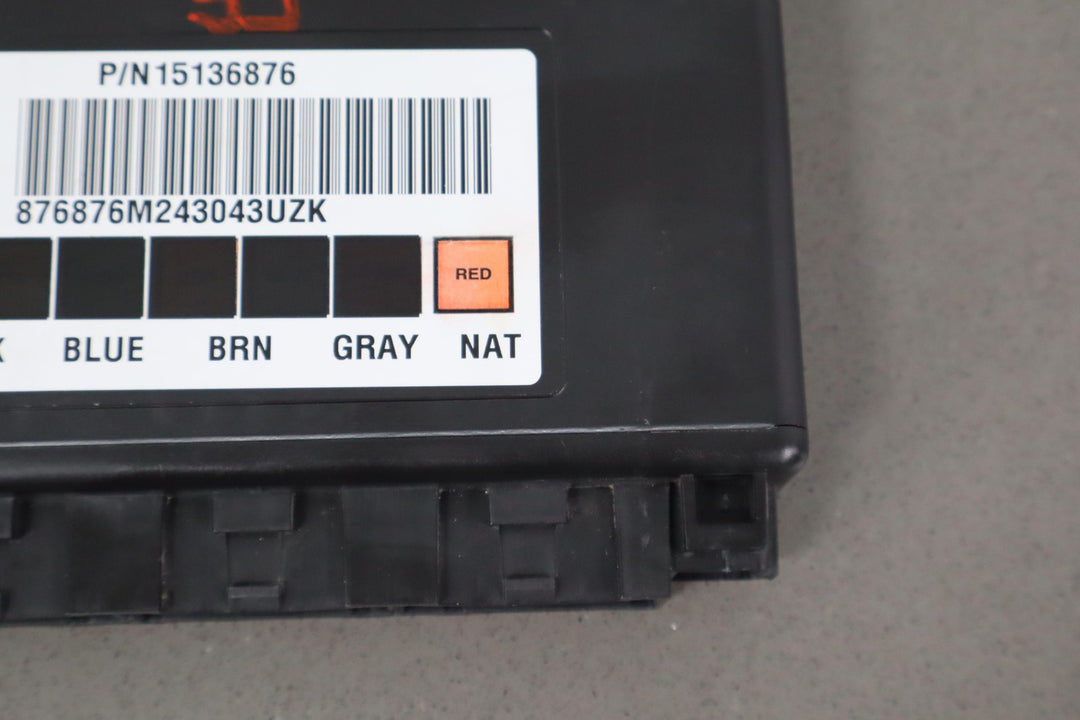 P/N15136876
876876M243043UZK
RED
BLUE BRN GRAY NAT